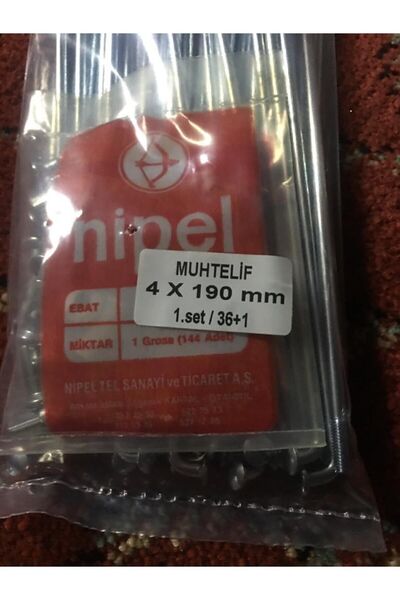 nipel
MUHTELİF
4 X 190 mm
1.set / 36+1
EBAT
MİKTAR
1 Grosa (144 Adet)
NİPEL TEL SANAYİ ve TİCARET A.Ş.